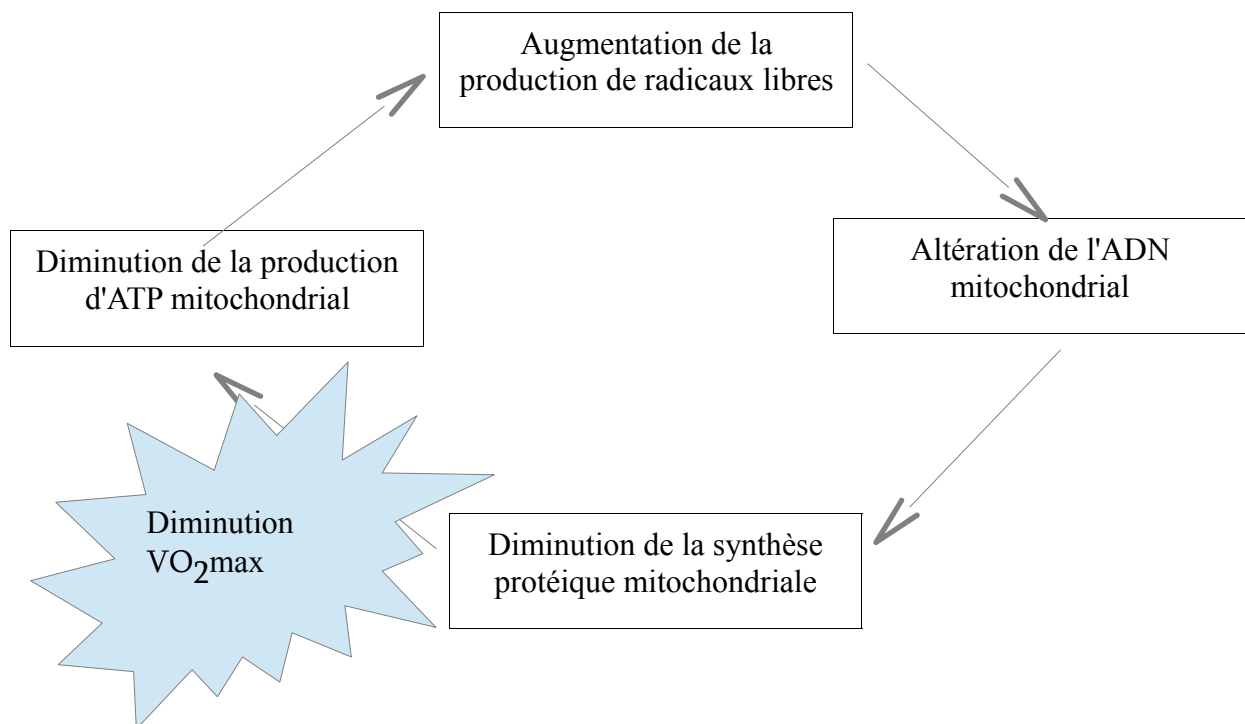 Augmentation de la
production de radicaux libres
Altération de l'ADN
mitochondrial
Diminution de la synthèse
protéique mitochondriale
Diminution de la production
d'ATP mitochondrial
Diminution
VO2max